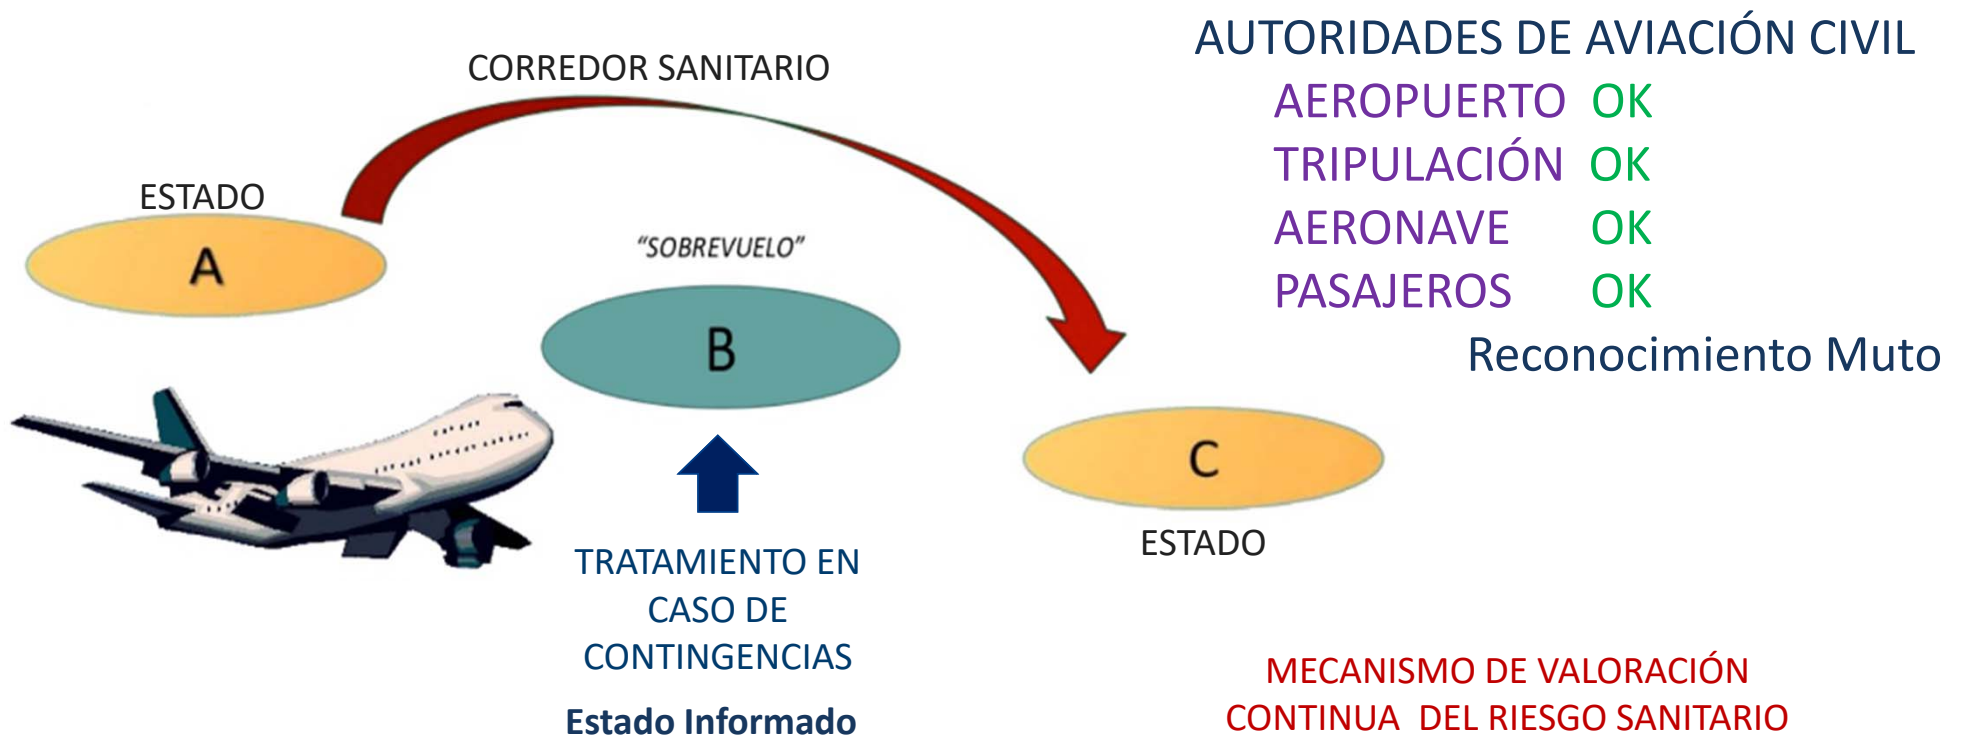 CORREDOR SANITARIO
ESTADO
A
"SOBREVUELO"
B
TRATAMIENTO EN
CASO DE
CONTINGENCIAS
Estado Informado
C
ESTADO
AUTORIDADES DE AVIACIÓN CIVIL
AEROPUERTO OK
TRIPULACIÓN OK
AERONAVE OK
PASAJEROS OK
Reconocimiento Muto
MECANISMO DE VALORACIÓN
CONTINUA DEL RIESGO SANITARIO